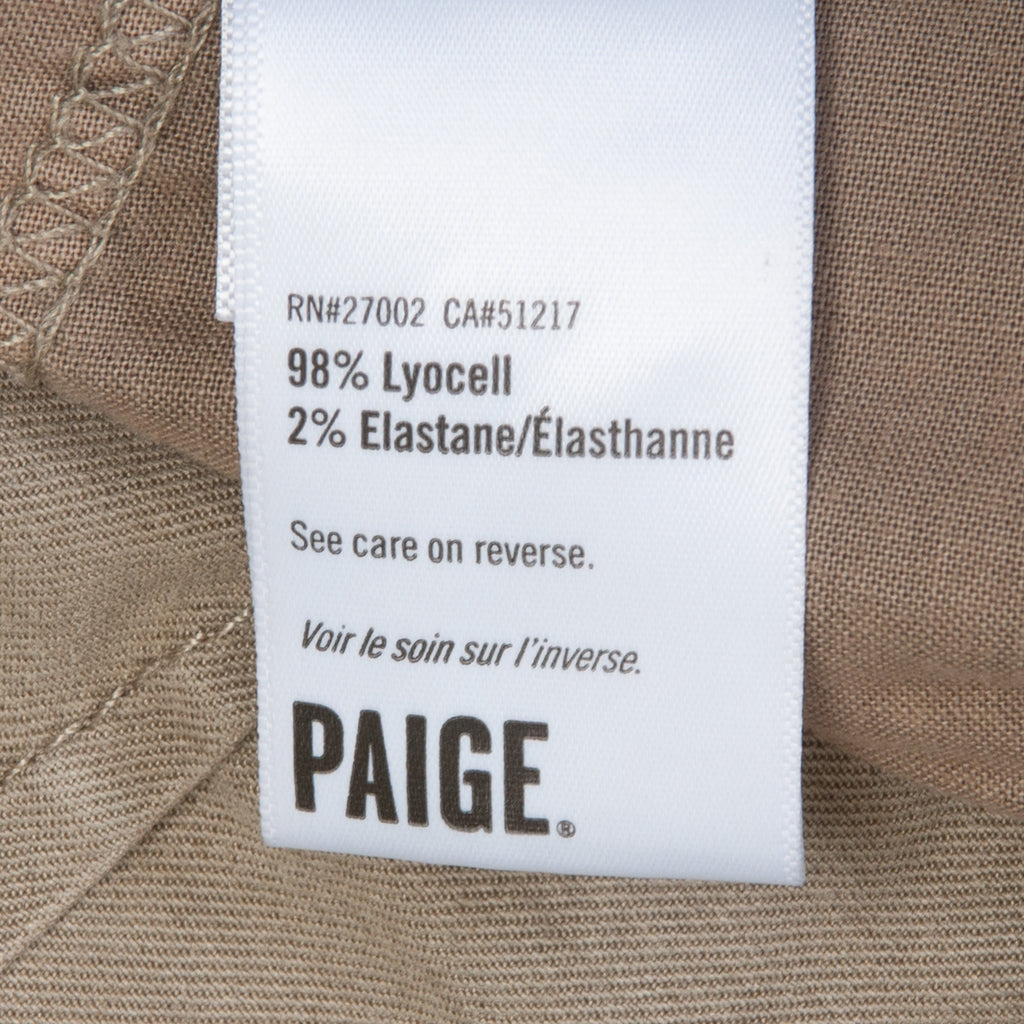 RN#27002 CA#51217
98% Lyocell
2% Elastane/Élasthanne
See care on reverse.
Voir le soin sur l'inverse.
PAIGE®